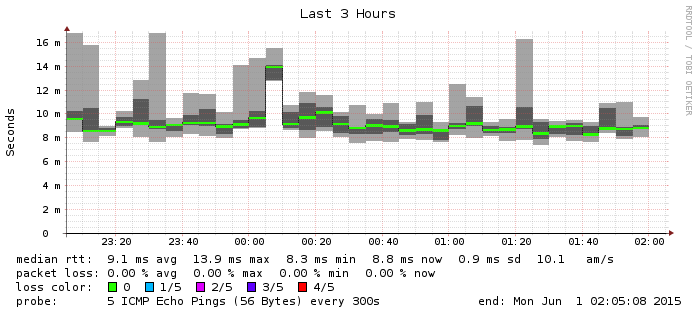 Last 3 Hours
RRDTOOL / TOBI OETIKER
Seconds
16 m
14 m
12 m
10 m
8 m
6 m
4 m
2 m
0
23:20 23:40 00:00 00:20 00:40 01:00 01:20 01:40 02:00
median rtt: 9.1 ms avg 13.9 ms max 8.3 ms min 8.8 ms now 0.9 ms sd 10.1 am/s
packet loss: 0.00 % avg 0.00 % max 0.00 % min 0.00 % now
loss color: 0 1/5 2/5 3/5 4/5
probe: 5 ICMP Echo Pings (56 Bytes) every 300s end: Mon Jun 1 02:05:08 2015